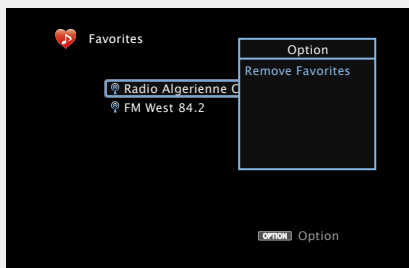 Favorites
Option
Remove Favorites
Radio Algerienne C
FM West 84.2
OPTION Option